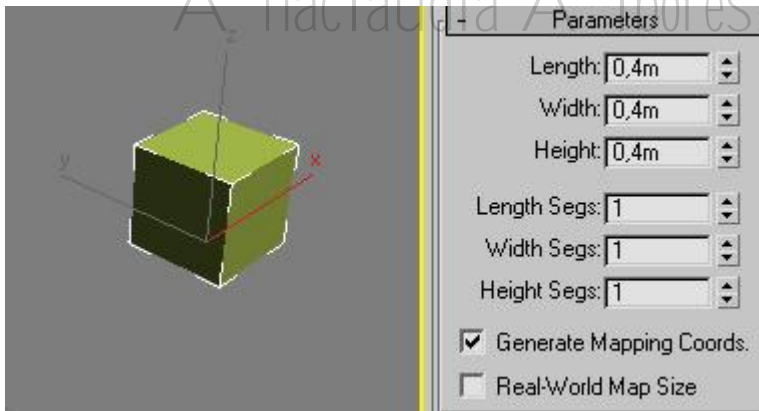 z
y
x
- Parameters
Length: 0,4m
Width: 0,4m
Height: 0,4m
Length Segs: 1
Width Segs: 1
Height Segs: 1
Generate Mapping Coords.
Real-World Map Size